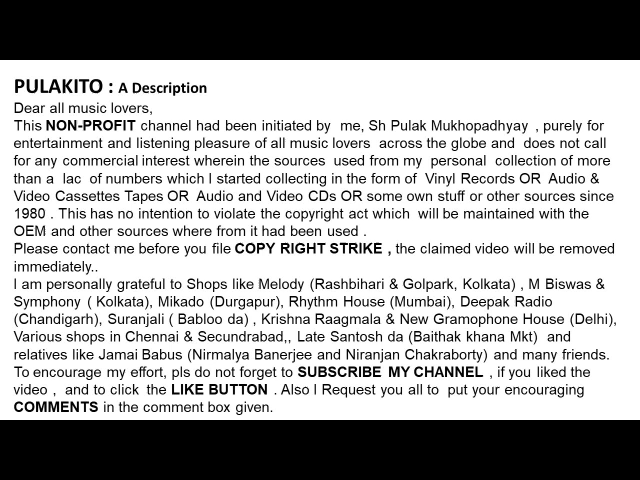 PULAKITO : A Description
Dear all music lovers,
This NON-PROFIT channel had been initiated by me, Sh Pulak Mukhopadhyay , purely for
entertainment and listening pleasure of all music lovers across the globe and does not call
for any commercial interest wherein the sources used from my personal collection of more
than a lac of numbers which I started collecting in the form of Vinyl Records OR Audio &
Video Cassettes Tapes OR Audio and Video CDs OR some own stuff or other sources since
1980 . This has no intention to violate the copyright act which will be maintained with the
OEM and other sources where from it had been used .
Please contact me before you file COPY RIGHT STRIKE , the claimed video will be removed
immediately..
I am personally grateful to Shops like Melody (Rashbihari & Golpark, Kolkata) , M Biswas &
Symphony ( Kolkata), Mikado (Durgapur), Rhythm House (Mumbai), Deepak Radio
(Chandigarh), Suranjali ( Babloo da) , Krishna Raagmala & New Gramophone House (Delhi),
Various shops in Chennai & Secundrabad,, Late Santosh da (Baithak khana Mkt) and
relatives like Jamai Babus (Nirmalya Banerjee and Niranjan Chakraborty) and many friends.
To encourage my effort, pls do not forget to SUBSCRIBE MY CHANNEL , if you liked the
video , and to click the LIKE BUTTON . Also I Request you all to put your encouraging
COMMENTS in the comment box given.